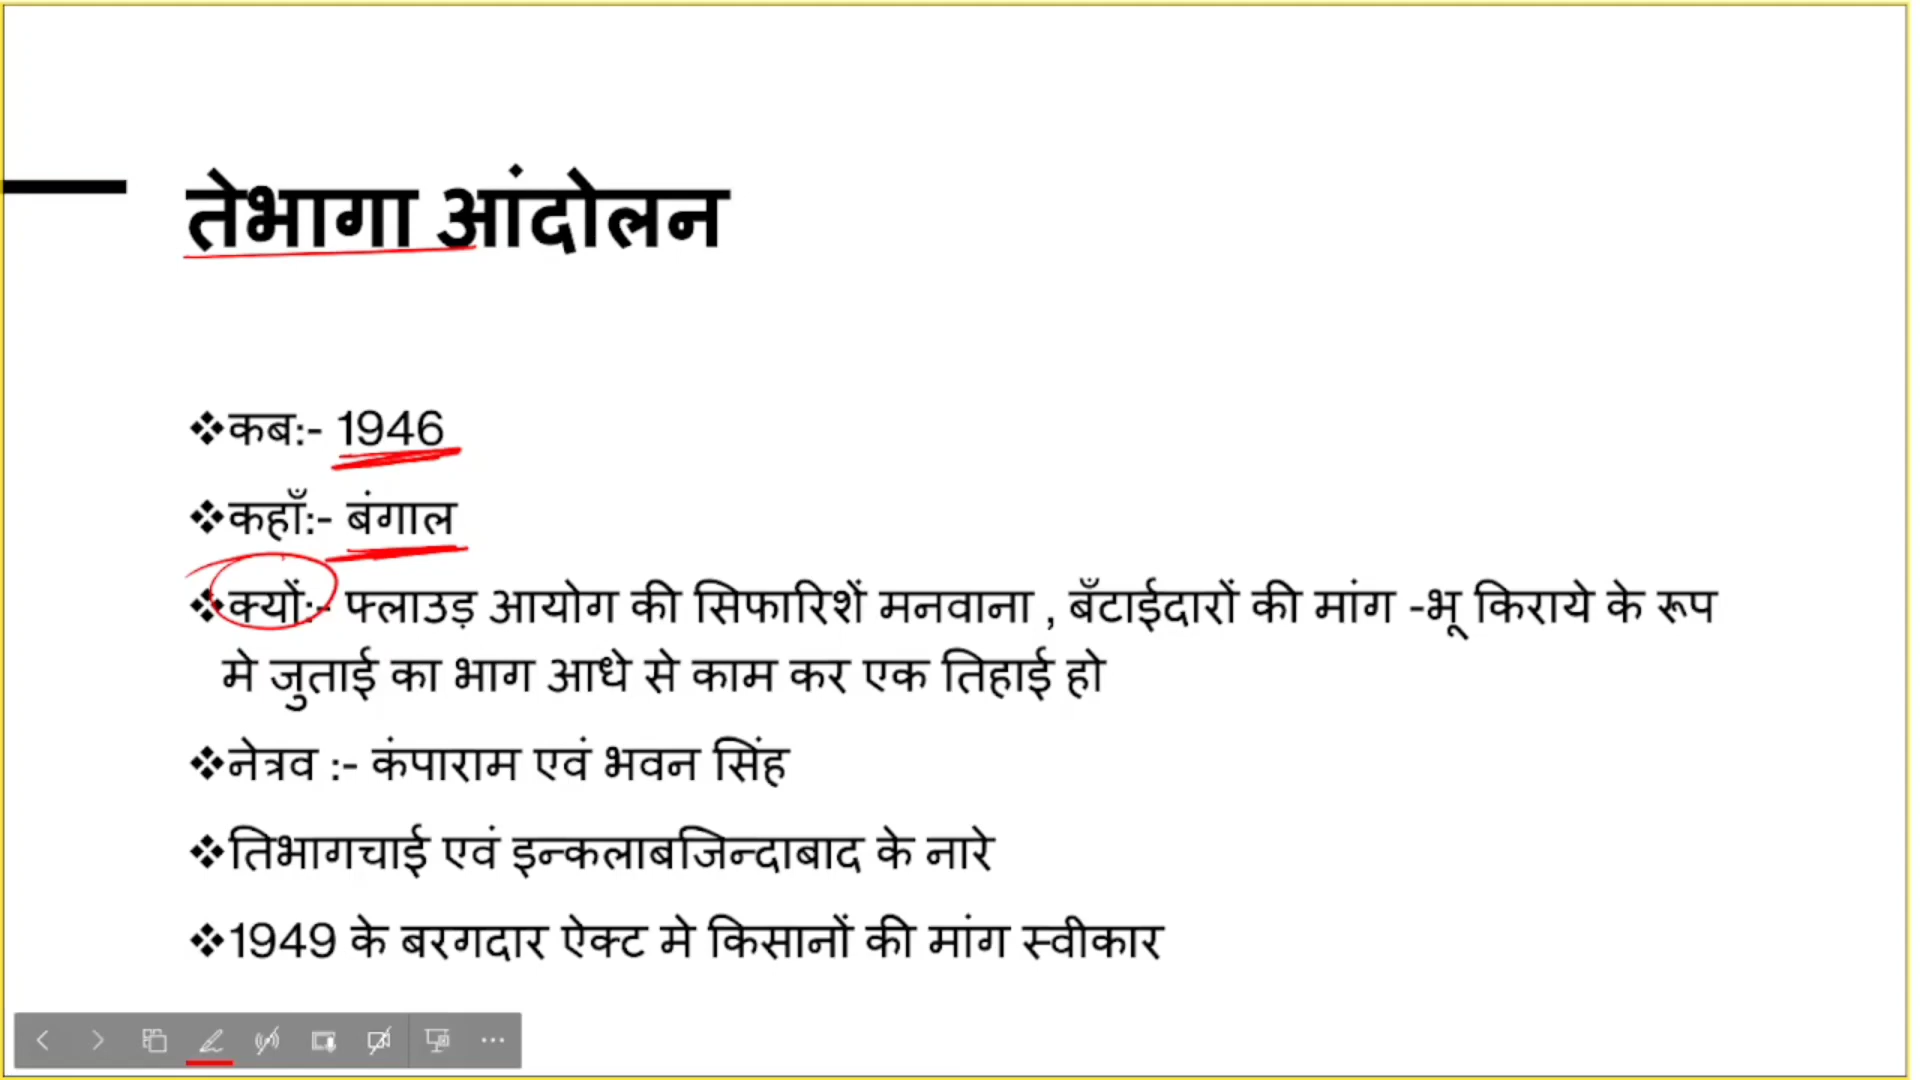 तेभागा आंदोलन
❖कब:- 1946
❖कहाँ:- बंगाल
❖क्यों:- फ्लाउड़ आयोग की सिफारिशें मनवाना , बँटाईदारों की मांग -भू किराये के रूप
मे जुताई का भाग आधे से काम कर एक तिहाई हो
❖नेत्रव :- कंपाराम एवं भवन सिंह
❖तिभागचाई एवं इन्कलाबजिन्दाबाद के नारे
❖1949 के बरगदार ऐक्ट मे किसानों की मांग स्वीकार